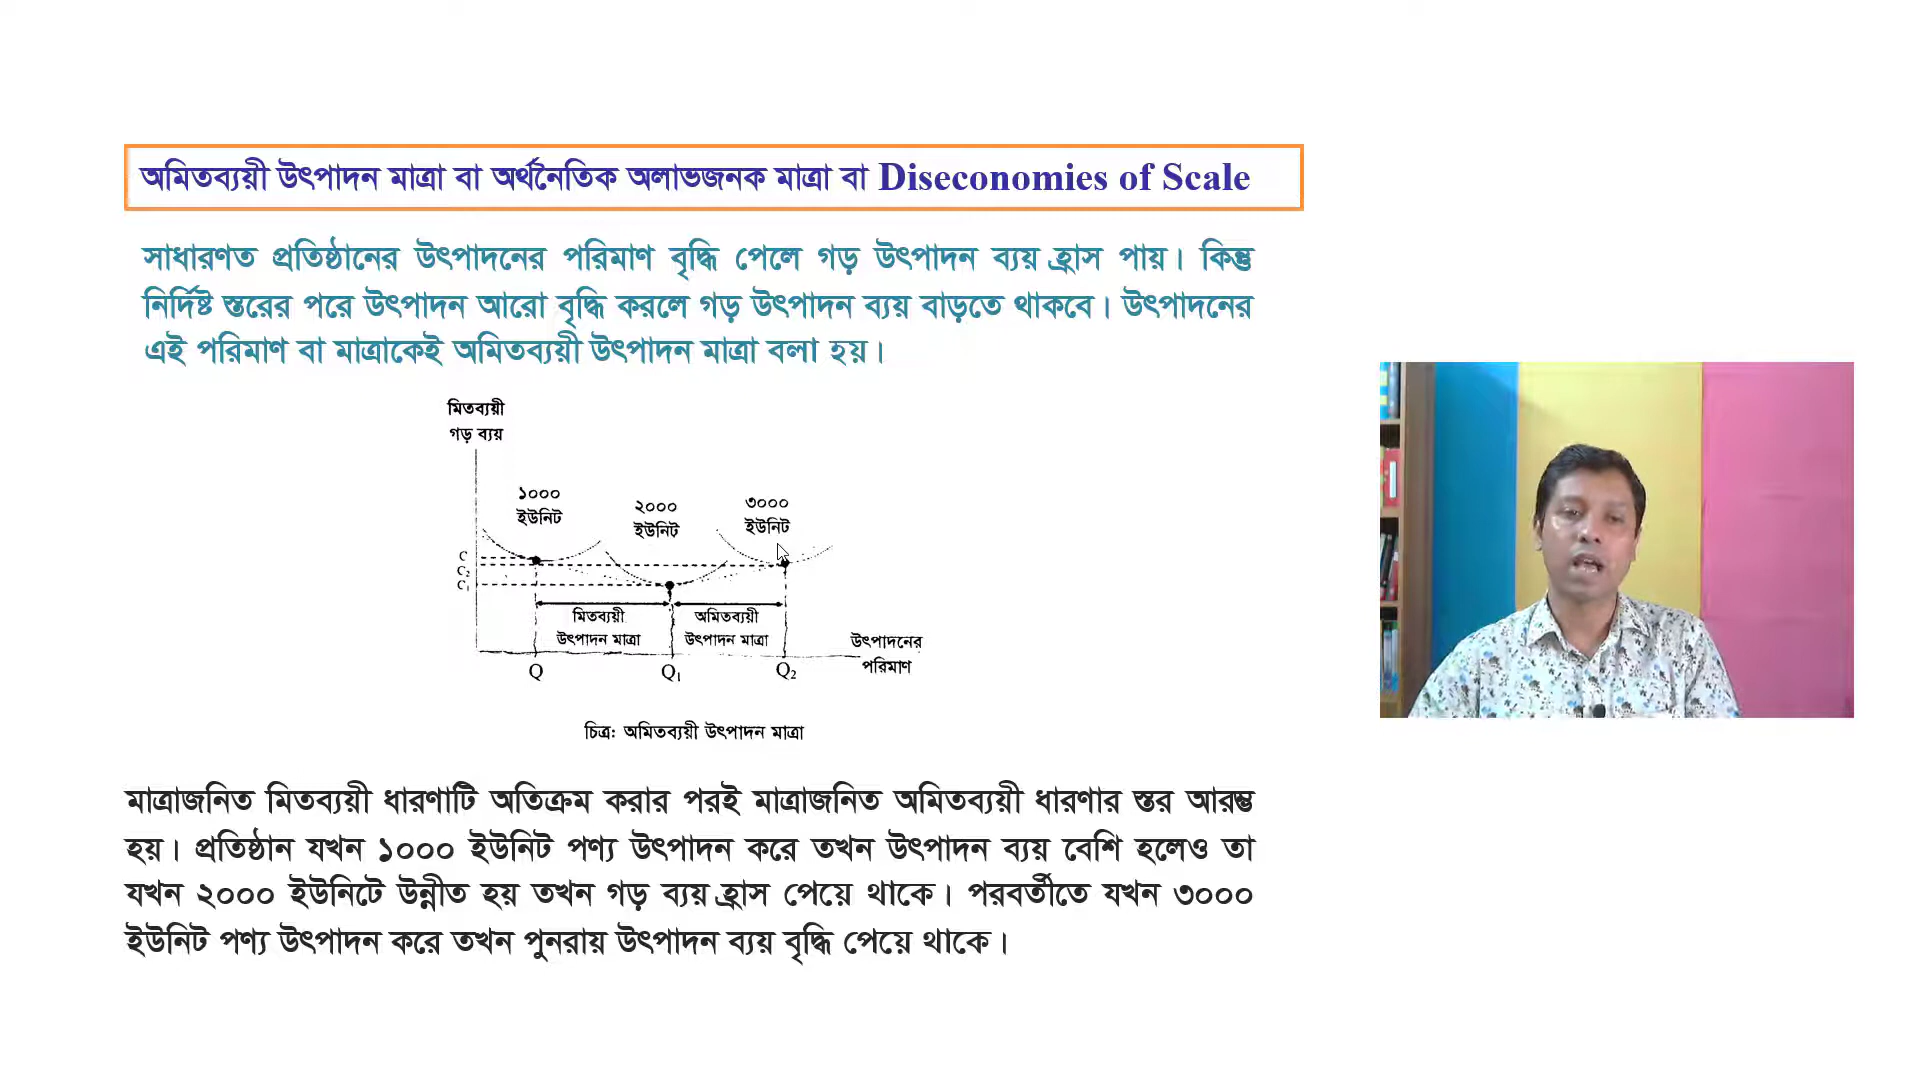 অমিতব্যয়ী উৎপাদন মাত্রা বা অর্থনৈতিক অলাভজনক মাত্রা বা Diseconomies of Scale
সাধারণত প্রতিষ্ঠানের উৎপাদনের পরিমাণ বৃদ্ধি পেলে গড় উৎপাদন ব্যয় হ্রাস পায়। কিন্তু
নির্দিষ্ট স্তরের পরে উৎপাদন আরো বৃদ্ধি করলে গড় উৎপাদন ব্যয় বাড়তে থাকবে। উৎপাদনের
এই পরিমাণ বা মাত্রাকেই অমিতব্যয়ী উৎপাদন মাত্রা বলা হয়।
মিতব্যয়ী
গড় ব্যয়
১০০০
ইউনিট
২০০০
ইউনিট
৩০০০
ইউনিট
C
C₂
C₁
মিতব্যয়ী
উৎপাদন মাত্রা
অমিতব্যয়ী
উৎপাদন মাত্রা
উৎপাদনের
পরিমাণ
Q
Q₁
Q₂
চিত্র: অমিতব্যয়ী উৎপাদন মাত্রা
মাত্রাজনিত মিতব্যয়ী ধারণাটি অতিক্রম করার পরই মাত্রাজনিত অমিতব্যয়ী ধারণার স্তর আরম্ভ
হয়। প্রতিষ্ঠান যখন ১০০০ ইউনিট পণ্য উৎপাদন করে তখন উৎপাদন ব্যয় বেশি হলেও তা
যখন ২০০০ ইউনিটে উন্নীত হয় তখন গড় ব্যয় হ্রাস পেয়ে থাকে। পরবর্তীতে যখন ৩০০০
ইউনিট পণ্য উৎপাদন করে তখন পুনরায় উৎপাদন ব্যয় বৃদ্ধি পেয়ে থাকে।